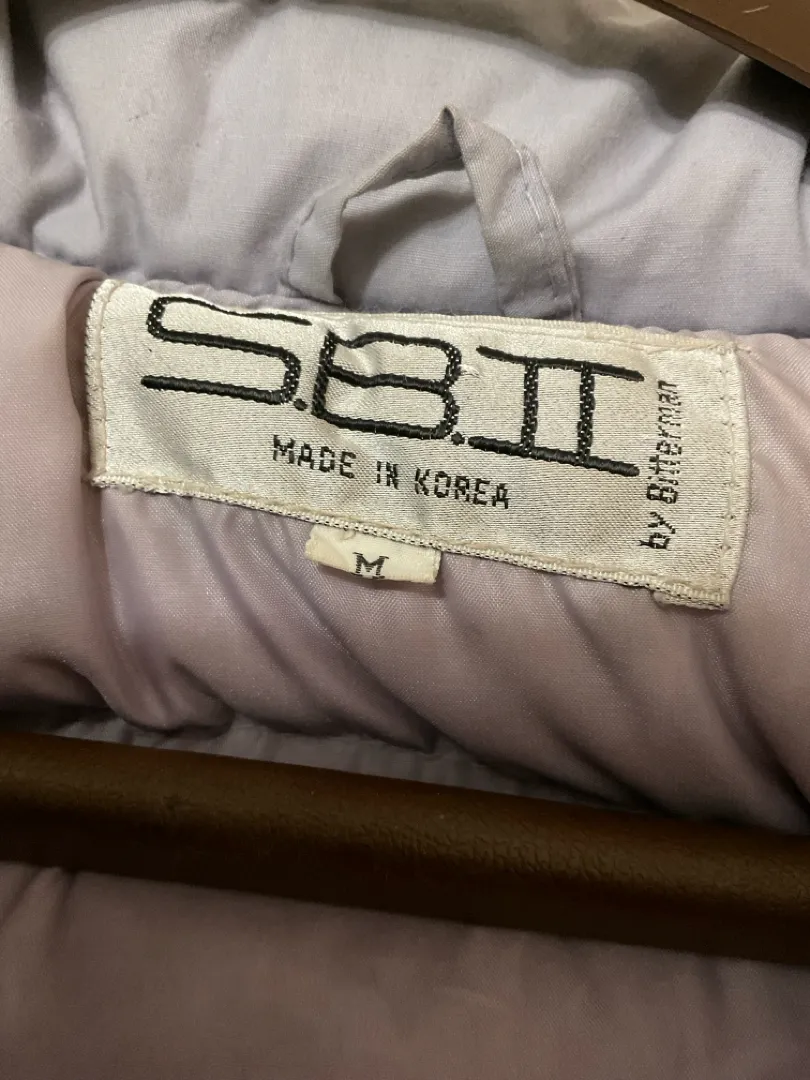 S.B.II
by Bitterman
MADE IN KOREA
M